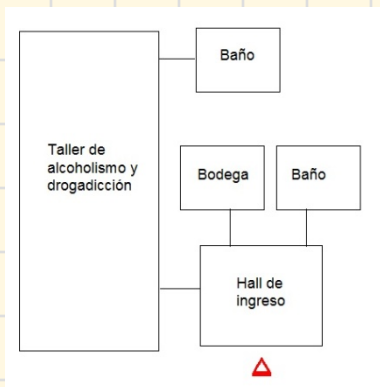 Baño
Taller de
alcoholismo y
drogadicción
Bodega
Baño
Hall de
ingreso